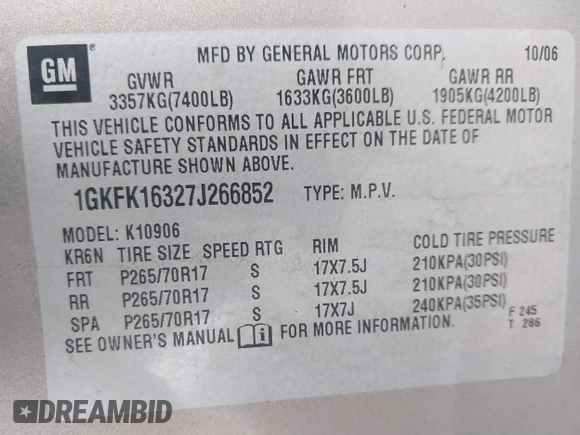 GM
®
MFD BY GENERAL MOTORS CORP. 10/06
GVWR GAWR FRT GAWR RR
3357KG(7400LB) 1633KG(3600LB) 1905KG(4200LB)
THIS VEHICLE CONFORMS TO ALL APPLICABLE U.S. FEDERAL MOTOR
VEHICLE SAFETY STANDARDS IN EFFECT ON THE DATE OF
MANUFACTURE SHOWN ABOVE.
1GKFK16327J266852 TYPE: M.P.V.
MODEL: K10906
KR6N TIRE SIZE SPEED RTG RIM COLD TIRE PRESSURE
FRT P265/70R17 S 17X7.5J 210KPA(30PSI)
RR P265/70R17 S 17X7.5J 210KPA(30PSI)
SPA P265/70R17 S 17X7J 240KPA(35PSI)
F 245
T 286
SEE OWNER'S MANUAL i FOR MORE INFORMATION.
DREAMBID